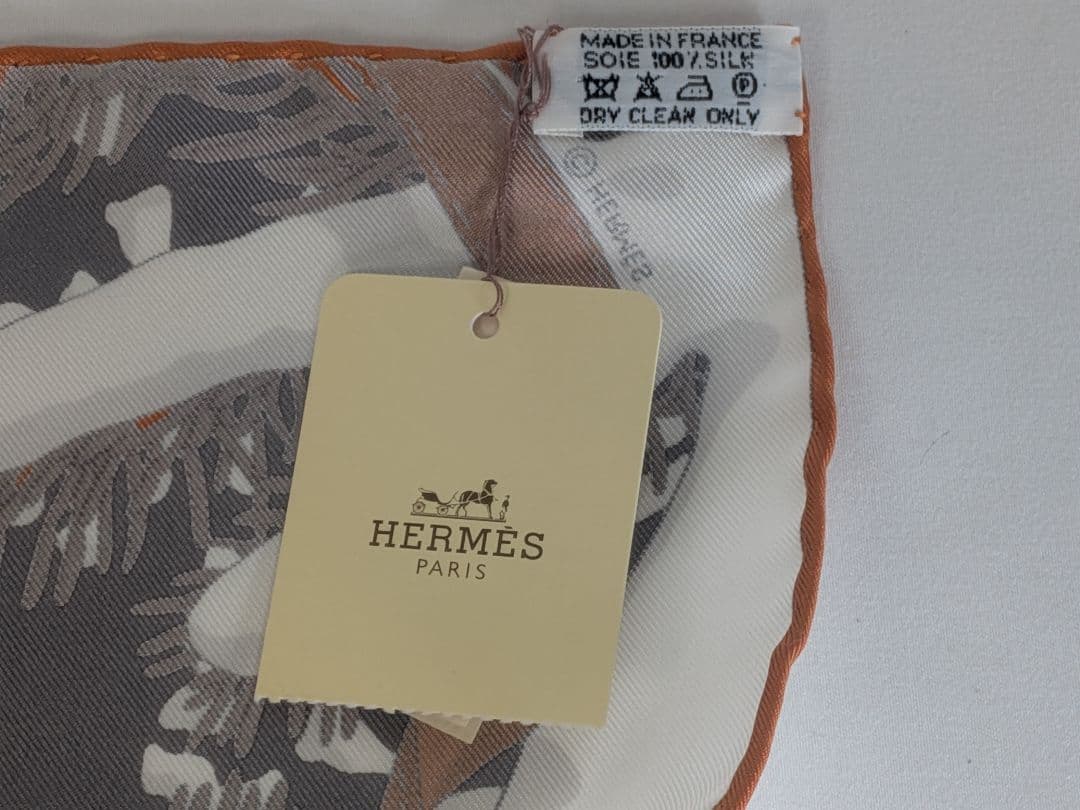 MADE IN FRANCE
SOIE 100% SILK
P
DRY CLEAN ONLY
© HERMES
HERMÈS
PARIS